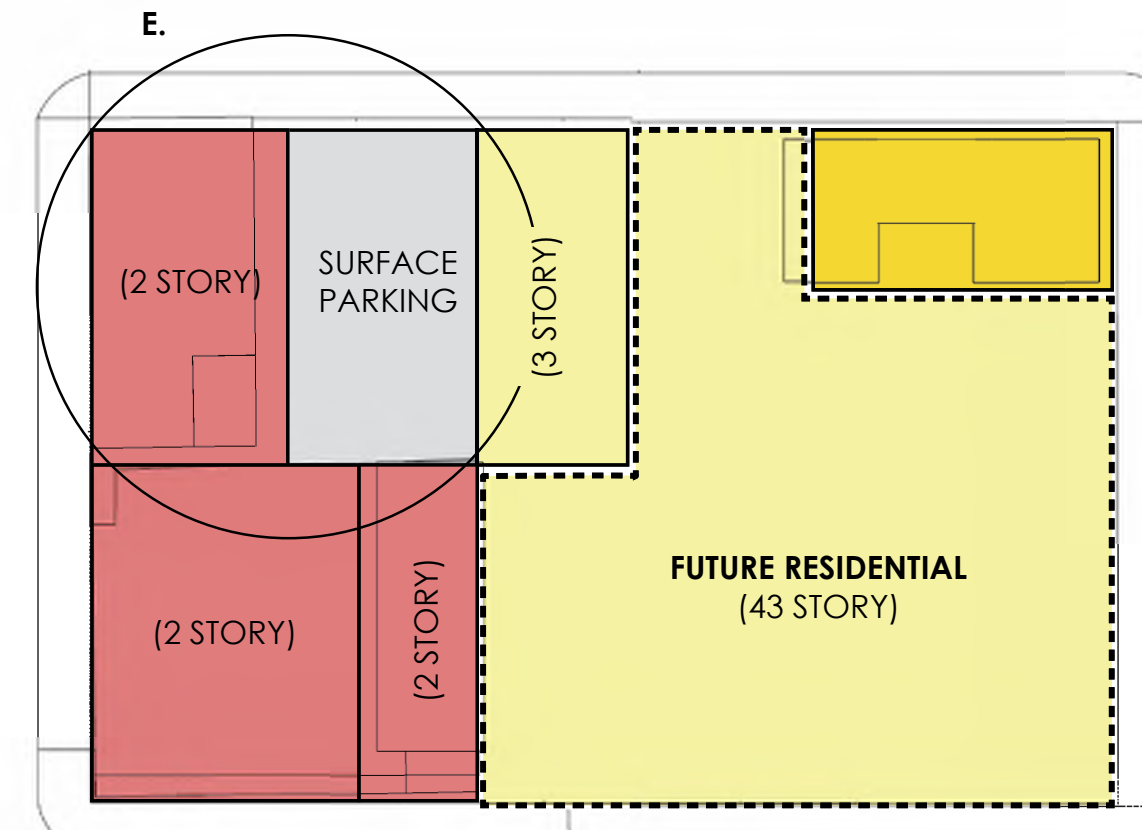 E.
(2 STORY)
SURFACE
PARKING
(3 STORY)
FUTURE RESIDENTIAL
(43 STORY)
(2 STORY)
(2 STORY)